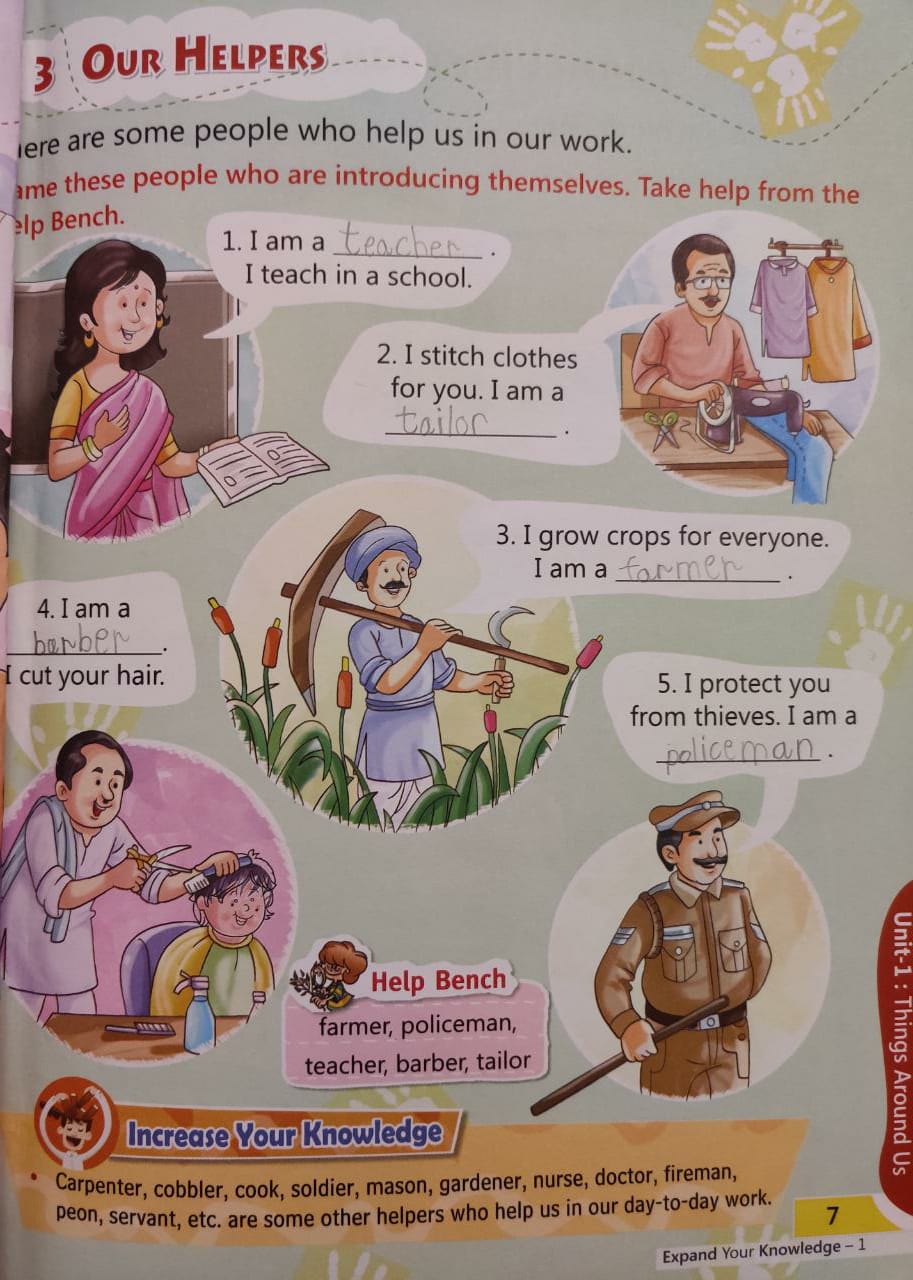 3 OUR HELPERS
ere are some people who help us in our work.
ame these people who are introducing themselves. Take help from the
elp Bench.
1. I am a teacher.
I teach in a school.
2. I stitch clothes
for you. I am a
tailor.
3. I grow crops for everyone.
I am a farmer.
4. I am a
barber.
I cut your hair.
5. I protect you
from thieves. I am a
policeman.
Help Bench
farmer, policeman,
teacher, barber, tailor
Increase Your Knowledge
• Carpenter, cobbler, cook, soldier, mason, gardener, nurse, doctor, fireman,
peon, servant, etc. are some other helpers who help us in our day-to-day work.
Unit-1 : Things Around Us
7
Expand Your Knowledge – 1